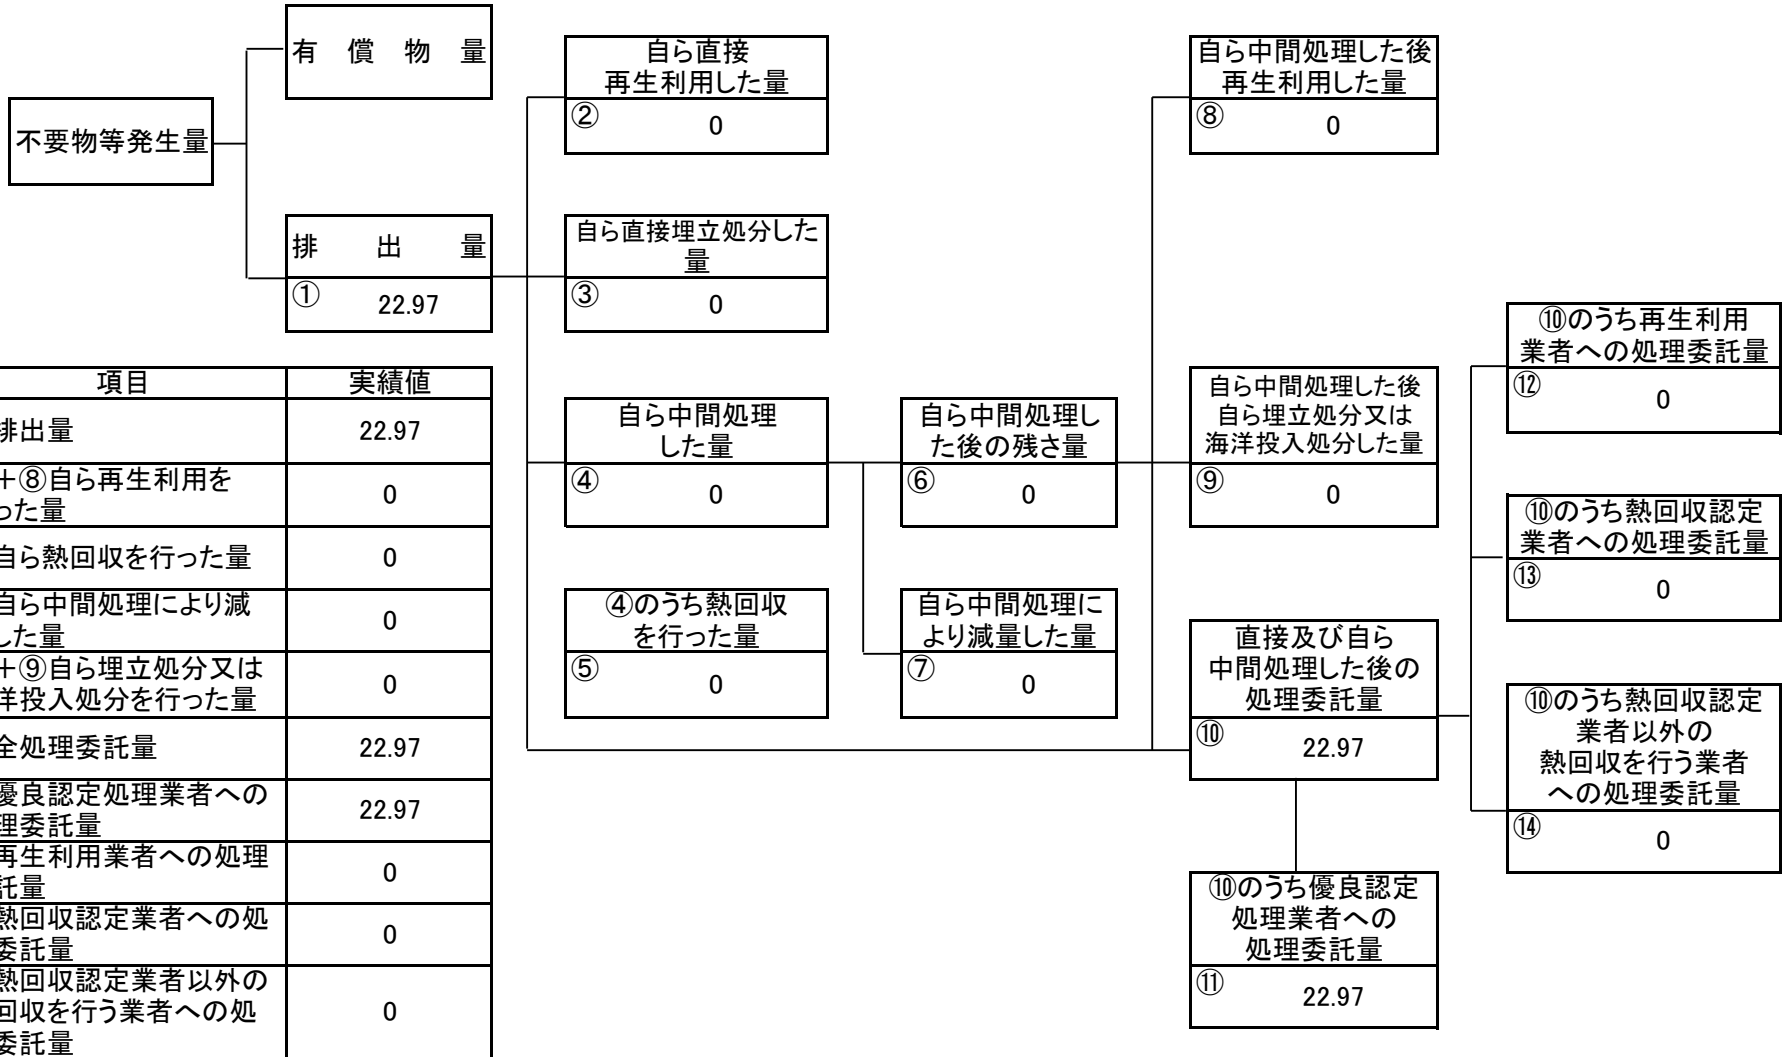 不要物等発生量
有　償　物　量
排　　出　　量
① 22.97
自ら直接
再生利用した量
② 0
自ら直接埋立処分した
量
③ 0
自ら中間処理
した量
④ 0
④のうち熱回収
を行った量
⑤ 0
自ら中間処理し
た後の残さ量
⑥ 0
自ら中間処理に
より減量した量
⑦ 0
自ら中間処理した後
再生利用した量
⑧ 0
自ら中間処理した後
自ら埋立処分又は
海洋投入処分した量
⑨ 0
直接及び自ら
中間処理した後の
処理委託量
⑩ 22.97
⑩のうち優良認定
処理業者への
処理委託量
⑪ 22.97
⑩のうち再生利用
業者への処理委託量
⑫ 0
⑩のうち熱回収認定
業者への処理委託量
⑬ 0
⑩のうち熱回収認定
業者以外の
熱回収を行う業者
への処理委託量
⑭ 0
項目 実績値
排出量 22.97
＋⑧自ら再生利用を
った量 0
自ら熱回収を行った量 0
自ら中間処理により減
した量 0
＋⑨自ら埋立処分又は
洋投入処分を行った量 0
全処理委託量 22.97
優良認定処理業者への
理委託量 22.97
再生利用業者への処理
託量 0
熱回収認定業者への処
委託量 0
熱回収認定業者以外の
回収を行う業者への処
委託量 0